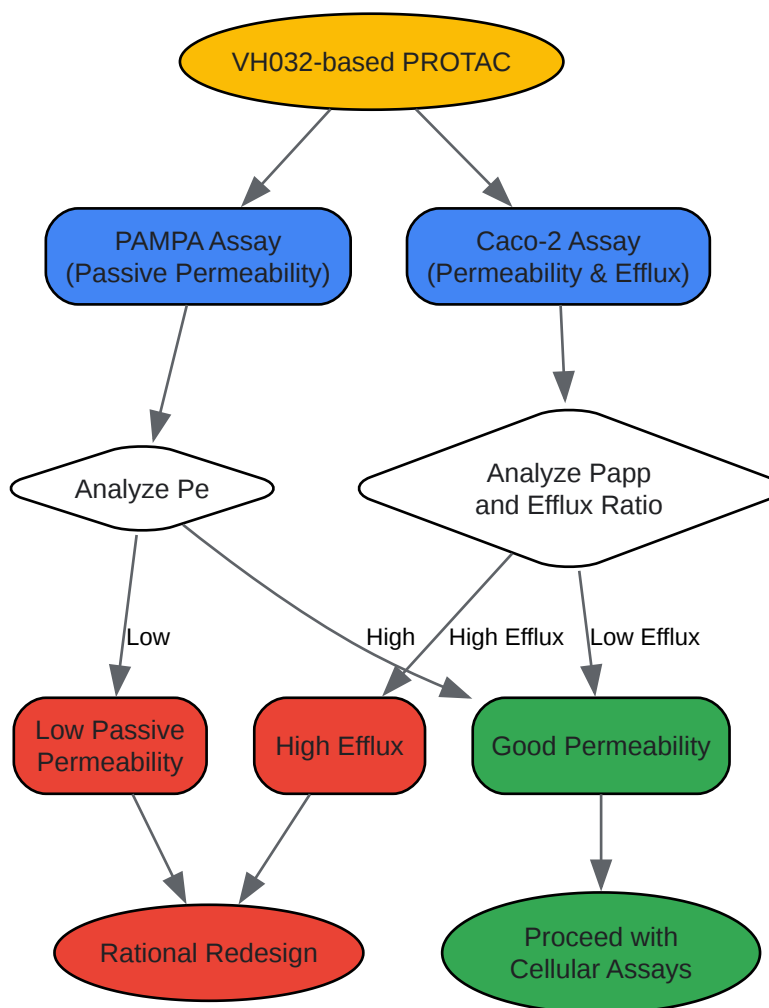 VH032-based PROTAC
PAMPA Assay
(Passive Permeability)
Caco-2 Assay
(Permeability & Efflux)
Analyze Pe
Analyze Papp
and Efflux Ratio
Low
High
High Efflux
Low Efflux
Low Passive
Permeability
High Efflux
Good Permeability
Rational Redesign
Proceed with
Cellular Assays